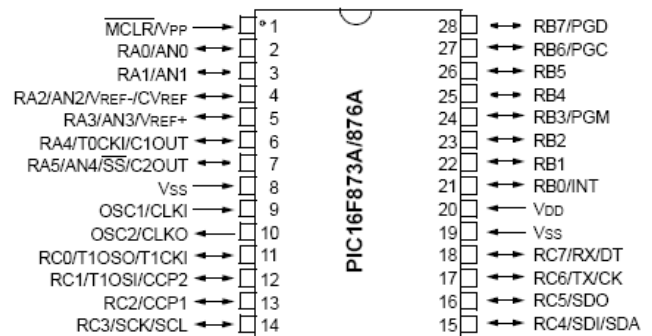 MCLR/VPP 1 28 RB7/PGD
RA0/AN0 2 27 RB6/PGC
RA1/AN1 3 26 RB5
RA2/AN2/VREF-/CVREF 4 25 RB4
RA3/AN3/VREF+ 5 24 RB3/PGM
RA4/T0CKI/C1OUT 6 23 RB2
RA5/AN4/SS/C2OUT 7 22 RB1
VSS 8 21 RB0/INT
OSC1/CLKI 9 20 VDD
OSC2/CLKO 10 19 VSS
RC0/T1OSO/T1CKI 11 18 RC7/RX/DT
RC1/T1OSI/CCP2 12 17 RC6/TX/CK
RC2/CCP1 13 16 RC5/SDO
RC3/SCK/SCL 14 15 RC4/SDI/SDA
PIC16F873A/876A